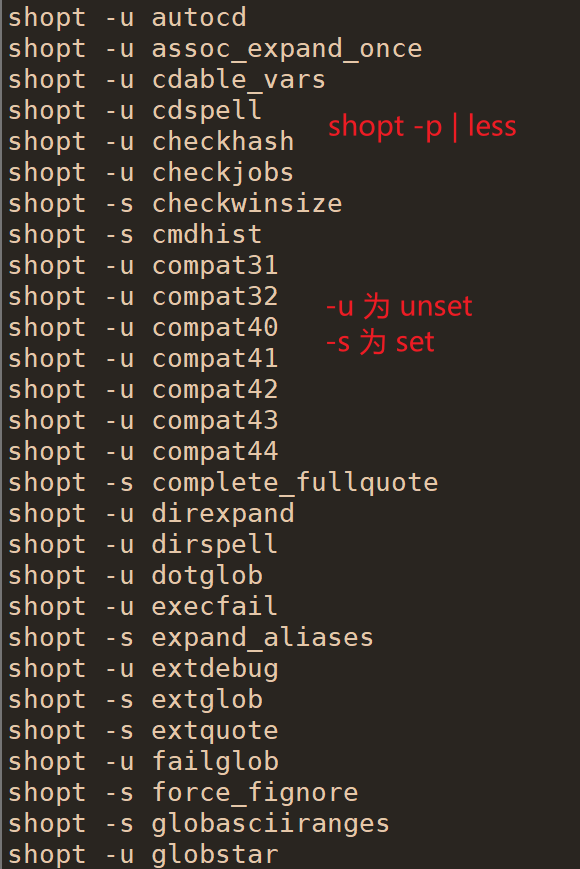 shopt -u autocd
shopt -u assoc_expand_once
shopt -u cdable_vars
shopt -u cdspell
shopt -p | less
shopt -u checkhash
shopt -u checkjobs
shopt -s checkwinsize
shopt -s cmdhist
shopt -u compat31
shopt -u compat32
-u 为 unset
shopt -u compat40
-s 为 set
shopt -u compat41
shopt -u compat42
shopt -u compat43
shopt -u compat44
shopt -s complete_fullquote
shopt -u direxpand
shopt -u dirspell
shopt -u dotglob
shopt -u execfail
shopt -s expand_aliases
shopt -u extdebug
shopt -s extglob
shopt -s extquote
shopt -u failglob
shopt -s force_fignore
shopt -s globasciiranges
shopt -u globstar